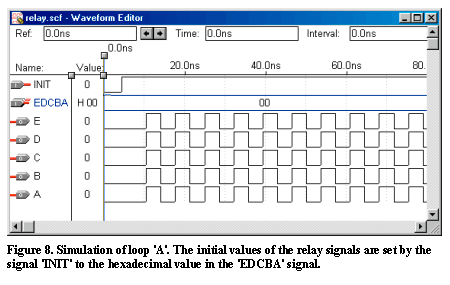 relay.scf - Waveform Editor
Ref: 0.0ns Time: 0.0ns Interval: 0.0ns
0.0ns
Name: Value: 20.0ns 40.0ns 60.0ns 80.
INIT 0
EDCBA H 00 00
E 0
D 0
C 0
B 0
A 0
Figure 8. Simulation of loop 'A'. The initial values of the relay signals are set by the
signal 'INIT' to the hexadecimal value in the 'EDCBA' signal.